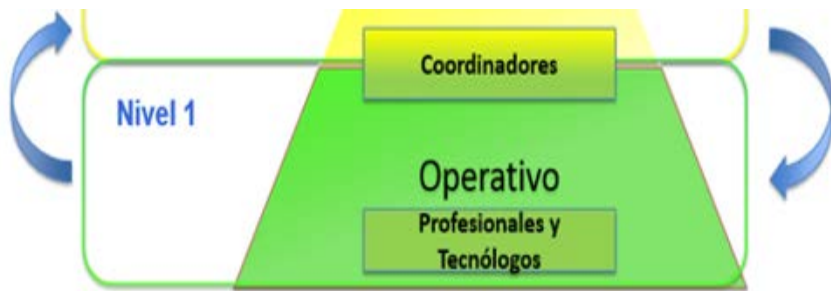 Coordinadores
Nivel 1
Operativo
Profesionales y
Tecnólogos